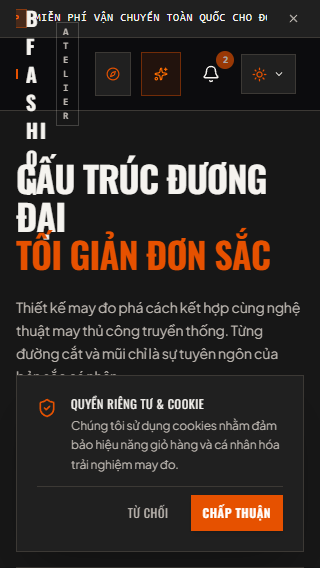 MIỄN PHÍ VẬN CHUYỂN TOÀN QUỐC CHO
B
F
A
S
HI
O
ATELIER
2
CẤU TRÚC ĐƯƠNG
ĐẠI
TỐI GIẢN ĐƠN SẮC
Thiết kế may đo phá cách kết hợp cùng nghệ
thuật may thủ công truyền thống. Từng
đường cắt và mũi chỉ là sự tuyên ngôn của
QUYỀN RIÊNG TƯ & COOKIE
Chúng tôi sử dụng cookies nhằm đảm
bảo hiệu năng giỏ hàng và cá nhân hóa
trải nghiệm may đo.
TỪ CHỐI
CHẤP THUẬN